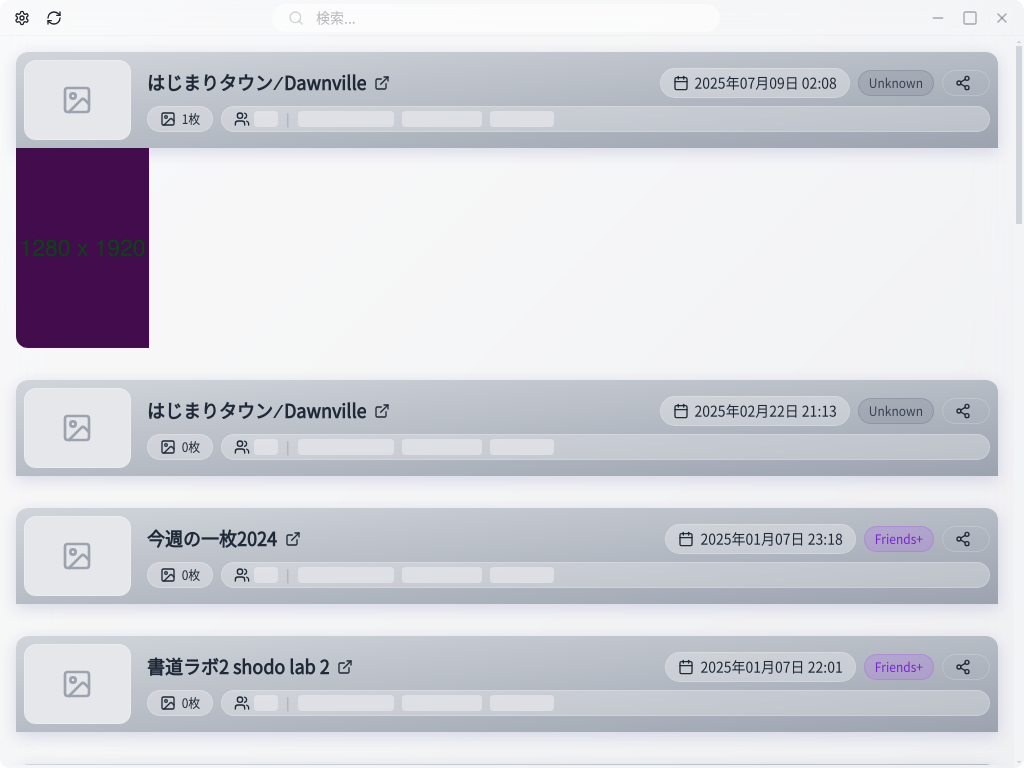 検索...
はじまりタウン⁄Dawnville
2025年07月09日 02:08
Unknown
1枚
1280 x 1920
はじまりタウン⁄Dawnville
2025年02月22日 21:13
Unknown
0枚
今週の一枚2024
2025年01月07日 23:18
Friends+
0枚
書道ラボ2 shodo lab 2
2025年01月07日 22:01
Friends+
0枚